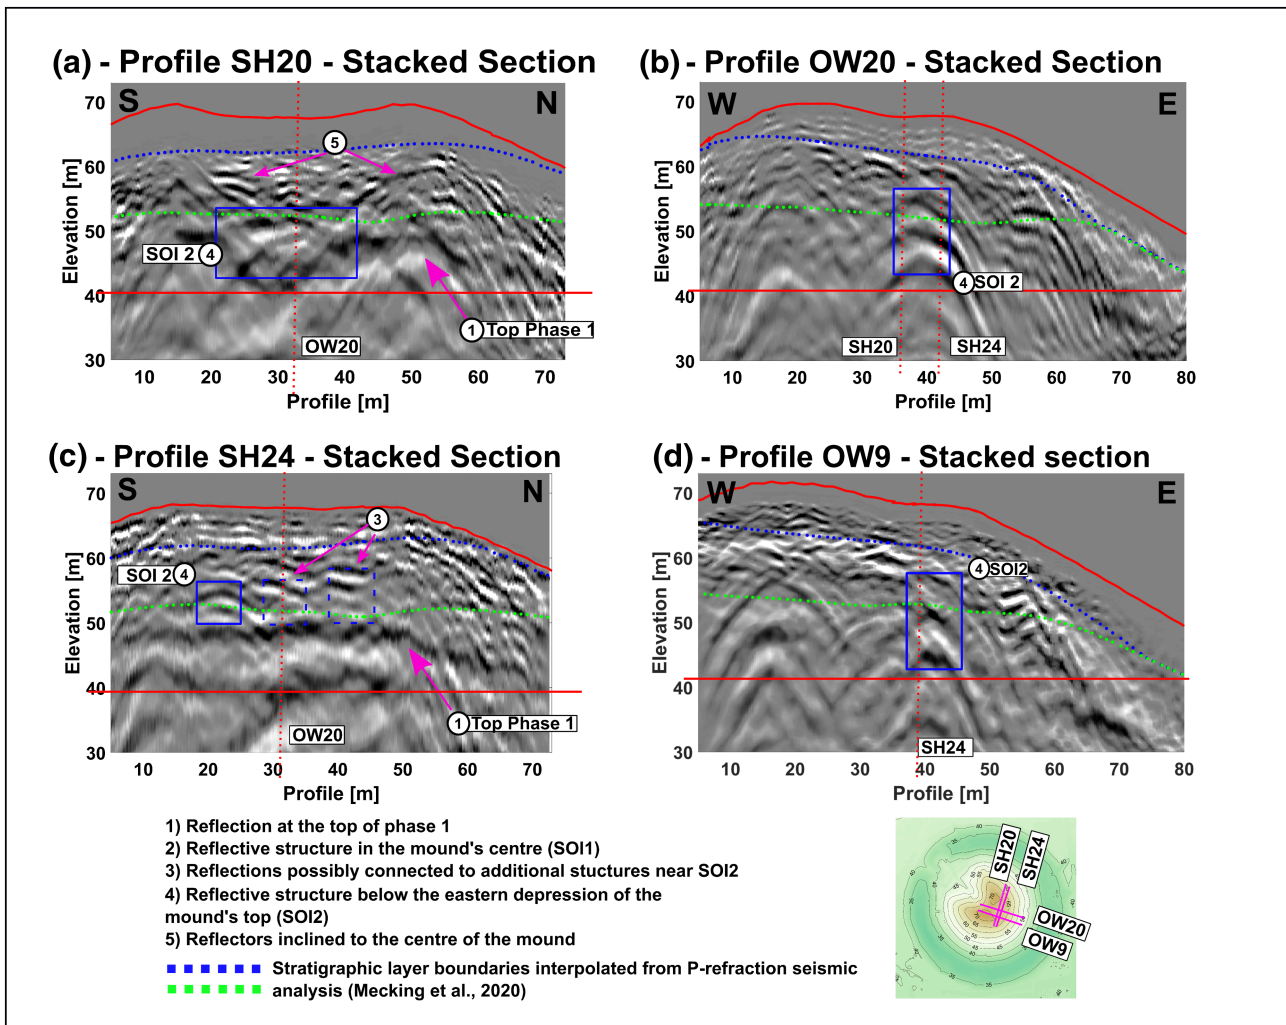 (a) - Profile SH20 - Stacked Section
S
N
70
60
50
40
30
Elevation [m]
5
SOI 2 4
1 Top Phase 1
OW20
10 20 30 40 50 60 70
Profile [m]
(b) - Profile OW20 - Stacked Section
W
E
70
60
50
40
30
Elevation [m]
4 SOI 2
SH20
SH24
10 20 30 40 50 60 70 80
Profile [m]
(c) - Profile SH24 - Stacked Section
S
N
70
60
50
40
30
Elevation [m]
3
SOI 2 4
1 Top Phase 1
OW20
10 20 30 40 50 60 70
Profile [m]
(d) - Profile OW9 - Stacked section
W
E
70
60
50
40
30
Elevation [m]
4 SOI2
SH24
10 20 30 40 50 60 70 80
Profile [m]
1) Reflection at the top of phase 1
2) Reflective structure in the mound's centre (SOI1)
3) Reflections possibly connected to additional stuctures near SOI2
4) Reflective structure below the eastern depression of the
mound's top (SOI2)
5) Reflectors inclined to the centre of the mound
Stratigraphic layer boundaries interpolated from P-refraction seismic
analysis (Mecking et al., 2020)
SH20
SH24
OW20
OW9